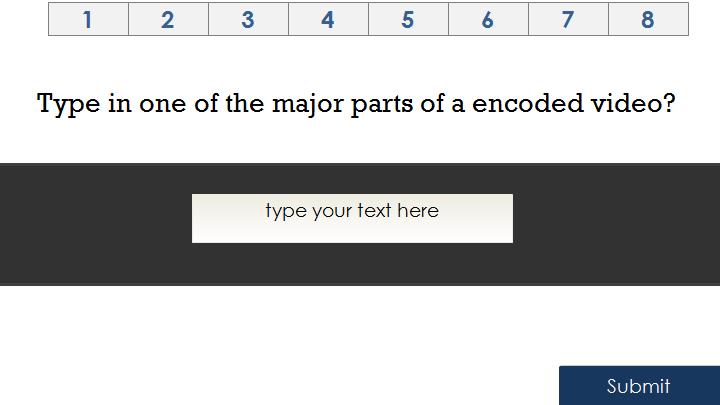 1 2 3 4 5 6 7 8
Type in one of the major parts of a encoded video?
type your text here
Submit